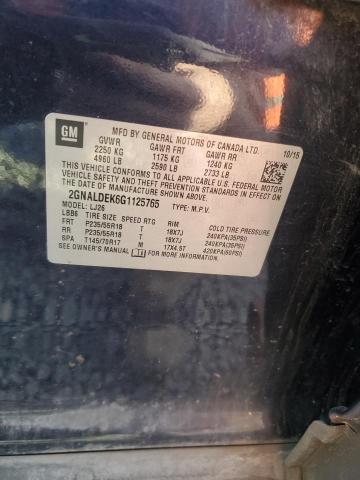 GM
MFD BY GENERAL MOTORS OF CANADA LTD. 10/15
GVWR GAWR FRT GAWR RR
2250 KG 1175 KG 1240 KG
4960 LB 2590 LB 2733 LB
THIS VEHICLE CONFORMS TO ALL APPLICABLE U.S. FEDERAL MOTOR
VEHICLE SAFETY AND THEFT PREVENTION STANDARDS IN EFFECT ON
THE DATE OF MANUFACTURE SHOWN ABOVE.
2GNALDEK6G1125765 TYPE: M.P.V.
MODEL: LJ26
LBB6 TIRE SIZE SPEED RTG RIM COLD TIRE PRESSURE
FRT P235/55R18 T 18X7J 240KPA(35PSI)
RR P235/55R18 T 18X7J 240KPA(35PSI)
SPA T145/70R17 M 17X4.5T 420KPA(60PSI)
SEE OWNER'S MANUAL FOR MORE INFORMATION.